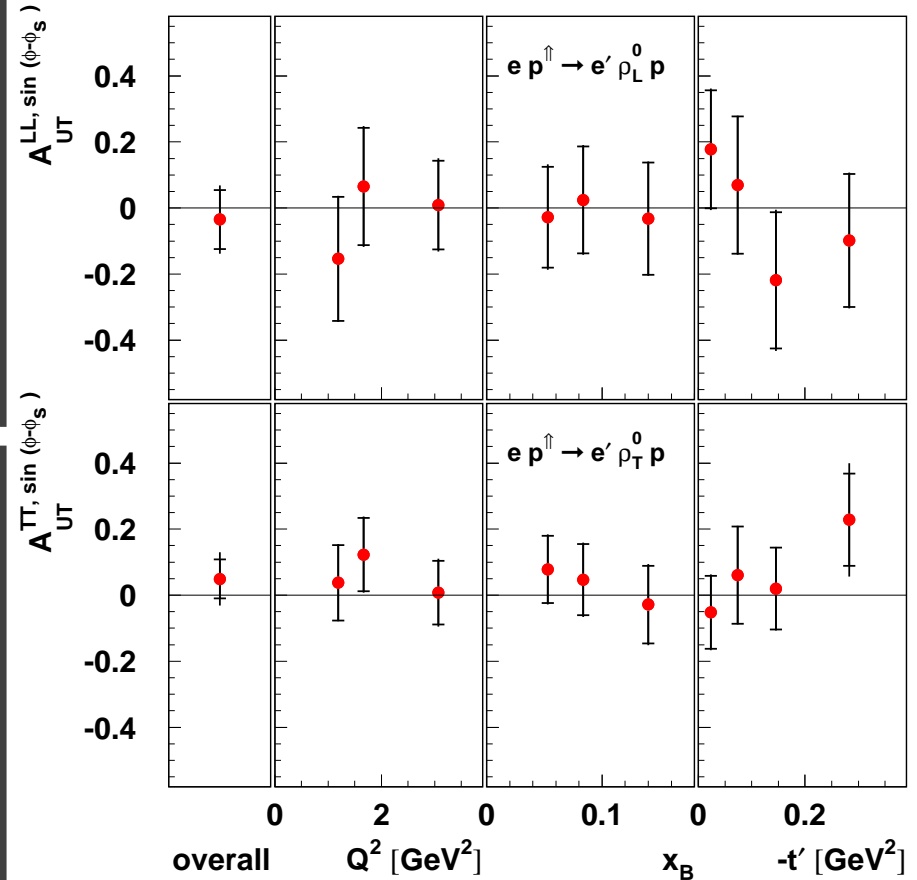 A_UT^LL, sin (ϕ-ϕ_S)
0.4
0.2
0
-0.2
-0.4
e p^⇑ → e′ ρ_L^0 p
A_UT^TT, sin (ϕ-ϕ_S)
0.4
0.2
0
-0.2
-0.4
e p^⇑ → e′ ρ_T^0 p
0 2 0 0.1 0 0.2
overall Q^2 [GeV^2] x_B -t′ [GeV^2]